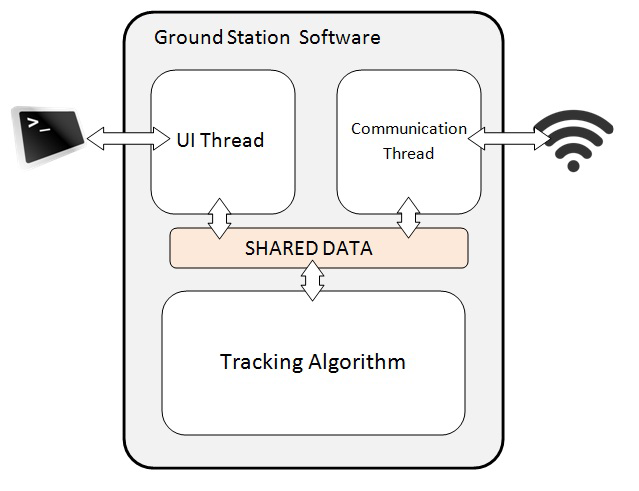 Ground Station Software
>_
UI Thread
Communication
Thread
SHARED DATA
Tracking Algorithm